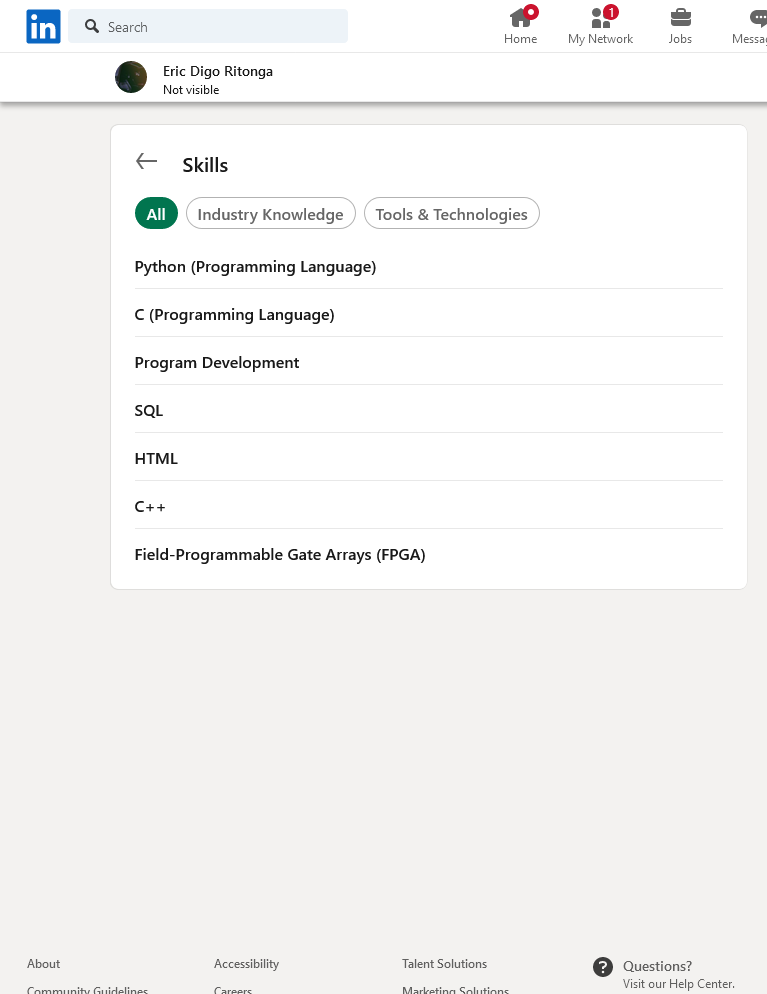 in
Search
1
Home
My Network
Jobs
Eric Digo Ritonga
Not visible
Skills
All
Industry Knowledge
Tools & Technologies
Python (Programming Language)
C (Programming Language)
Program Development
SQL
HTML
C++
Field-Programmable Gate Arrays (FPGA)
About
Accessibility
Talent Solutions
Questions?
Visit our Help Center.
Community Guidelines
Careers
Marketing Solutions